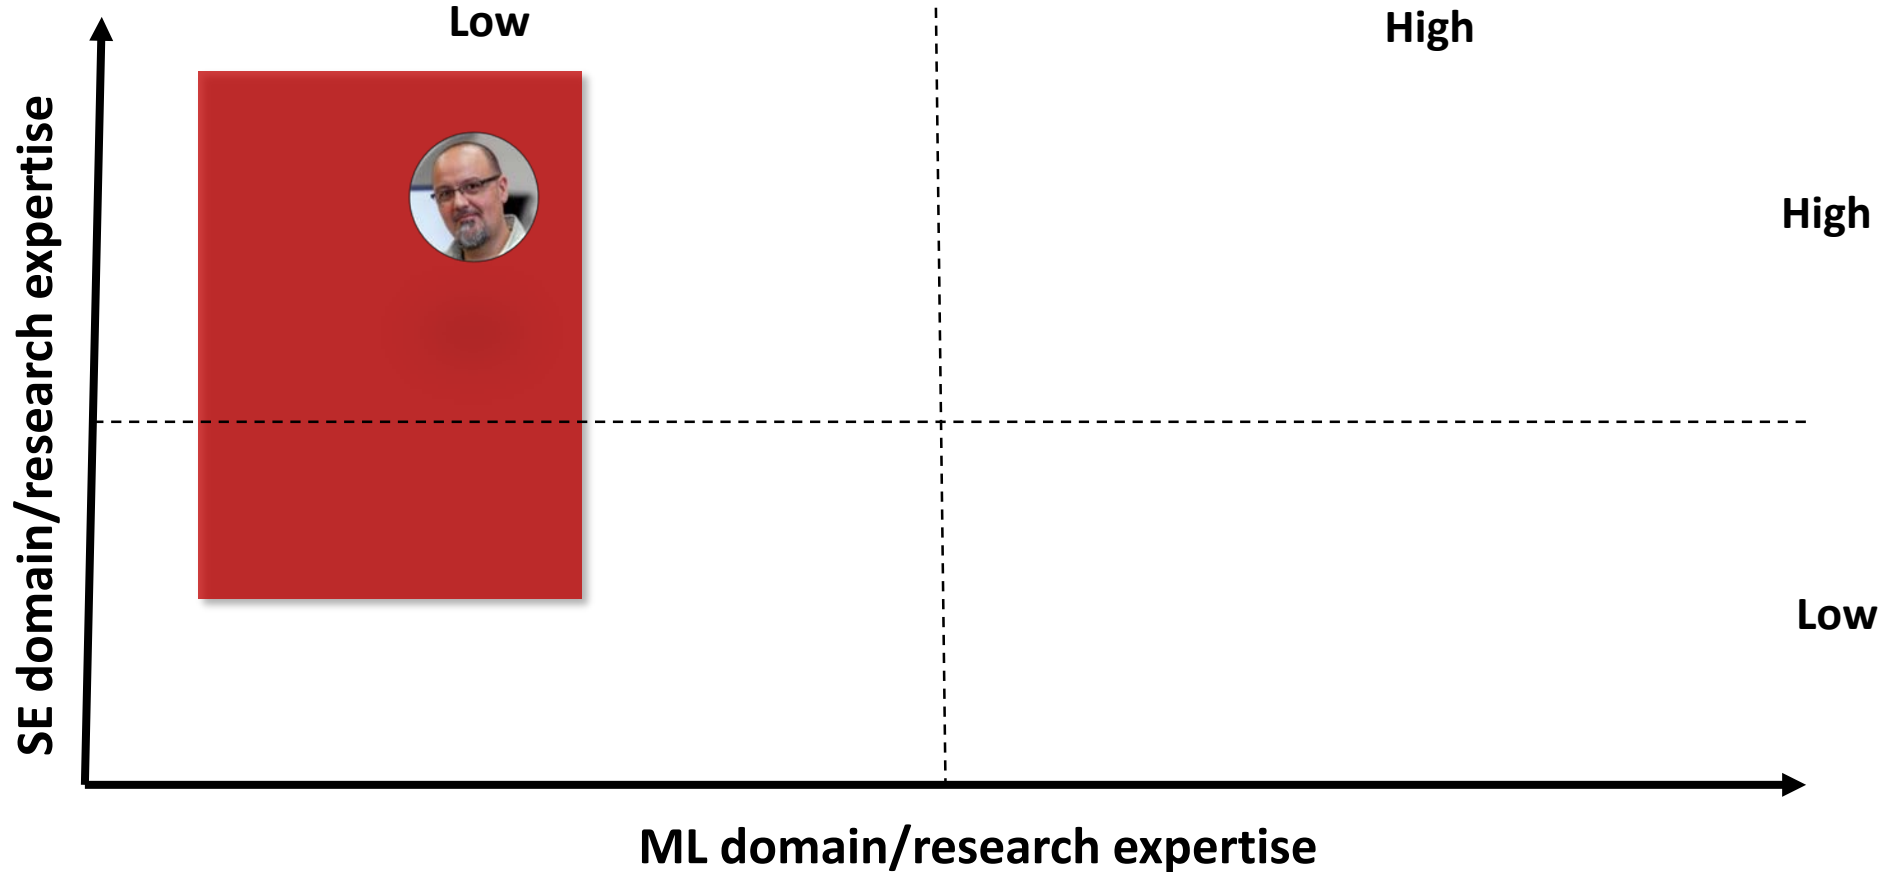 Low
High
SE domain/research expertise
High
Low
ML domain/research expertise